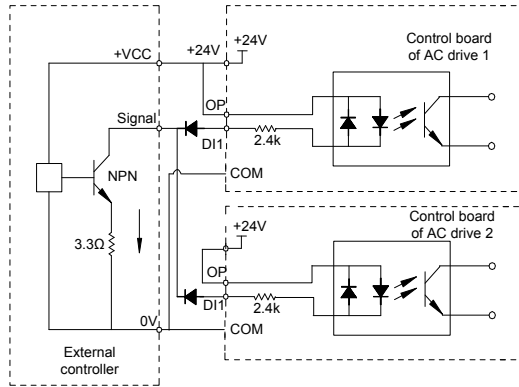 +VCC
+24V
+24V
Control board
of AC drive 1
OP
Signal
DI1
2.4k
NPN
COM
3.3Ω
+24V
Control board
of AC drive 2
OP
DI1
2.4k
0V
COM
External
controller